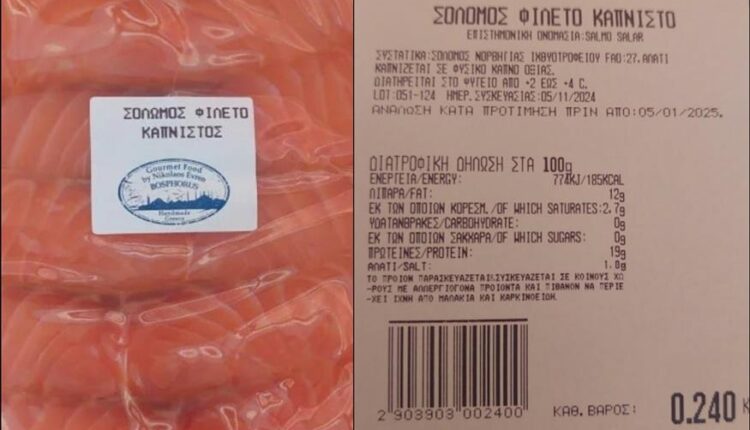 ΣΟΛΩΜΟΣ ΦΙΛΕΤΟ
ΚΑΠΝΙΣΤΟΣ
Gourmet Food
by Nikolaos Evren
BOSPHORUS
Handmade
Greece
ΣΟΛΟΜΟΣ ΦΙΛΕΤΟ ΚΑΠΝΙΣΤΟ
ΕΠΙΣΤΗΜΟΝΙΚΗ ΟΝΟΜΑΣΙΑ:SALMO SALAR
ΣΥΣΤΑΤΙΚΑ:ΣΟΛΟΜΟΣ ΝΟΡΒΗΓΙΑΣ ΙΧΘΥΟΤΡΟΦΕΙΟΥ FAO:27.ΑΛΑΤΙ
ΚΑΠΝΙΖΕΤΑΙ ΣΕ ΦΥΣΙΚΟ ΚΑΠΝΟ ΟΞΙΑΣ.
ΔΙΑΤΗΡΕΙΤΑΙ ΣΤΟ ΨΥΓΕΙΟ ΑΠΟ +2 ΕΩΣ +4 C.
LOT:051-124 ΗΜΕΡ.ΣΥΣΚΕΥΑΣΙΑΣ:05/11/2024
ΑΝΑΛΩΣΗ ΚΑΤΑ ΠΡΟΤΙΜΗΣΗ ΠΡΙΝ ΑΠΟ:05/01/2025.
ΔΙΑΤΡΟΦΙΚΗ ΔΗΛΩΣΗ ΣΤΑ 100g
ΕΝΕΡΓΕΙΑ/ENERGY: 774KJ/185KCAL
ΛΙΠΑΡΑ/FAT: 12g
ΕΚ ΤΩΝ ΟΠΟΙΩΝ ΚΟΡΕΣΜ./OF WHICH SATURATES:2.7g
ΥΔΑΤΑΝΘΡΑΚΕΣ/CARBOHYDRATE: 0g
ΕΚ ΤΩΝ ΟΠΟΙΩΝ ΣΑΚΧΑΡΑ/OF WHICH SUGARS: 0g
ΠΡΩΤΕΙΝΕΣ/PROTEIN: 19g
ΑΛΑΤΙ/SALT: 1.8g
ΤΟ ΠΡΟΙΟΝ ΠΑΡΑΣΚΕΥΑΖΕΤΑΙ&ΣΥΣΚΕΥΑΖΕΤΑΙ ΣΕ ΚΟΙΝΟΥΣ ΧΩ
-ΡΟΥΣ ΜΕ ΑΛΛΕΡΓΙΟΓΟΝΑ ΠΡΟΙΟΝΤΑ ΚΑΙ ΠΙΘΑΝΟΝ ΝΑ ΠΕΡΙΕ
-ΧΕΙ ΙΧΝΗ ΑΠΟ ΜΑΛΑΚΙΑ ΚΑΙ ΚΑΡΚΙΝΟΕΙΔΗ.
2 903903 002400
ΚΑΘ.ΒΑΡΟΣ: 0.240 K